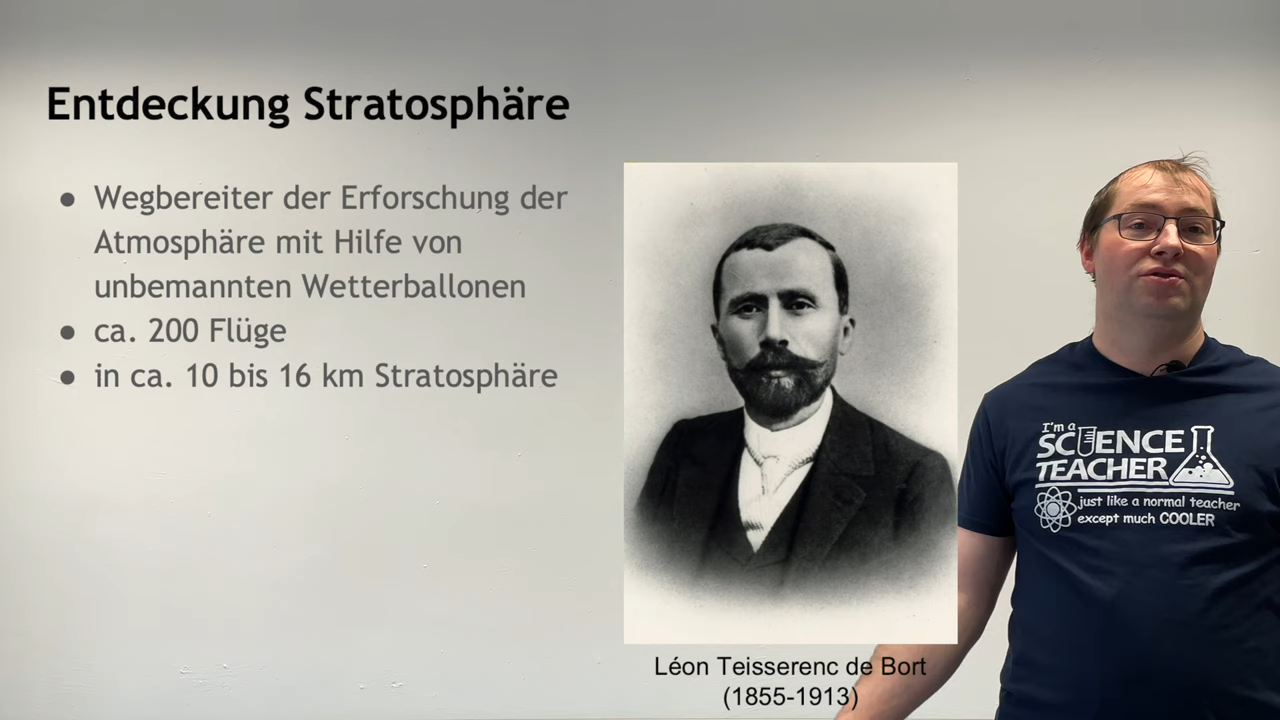 Entdeckung Stratosphäre
● Wegbereiter der Erforschung der
Atmosphäre mit Hilfe von
unbemannten Wetterballonen
● ca. 200 Flüge
● in ca. 10 bis 16 km Stratosphäre
Léon Teisserenc de Bort
(1855-1913)
I'm a
SCIENCE
TEACHER
just like a normal teacher
except much COOLER